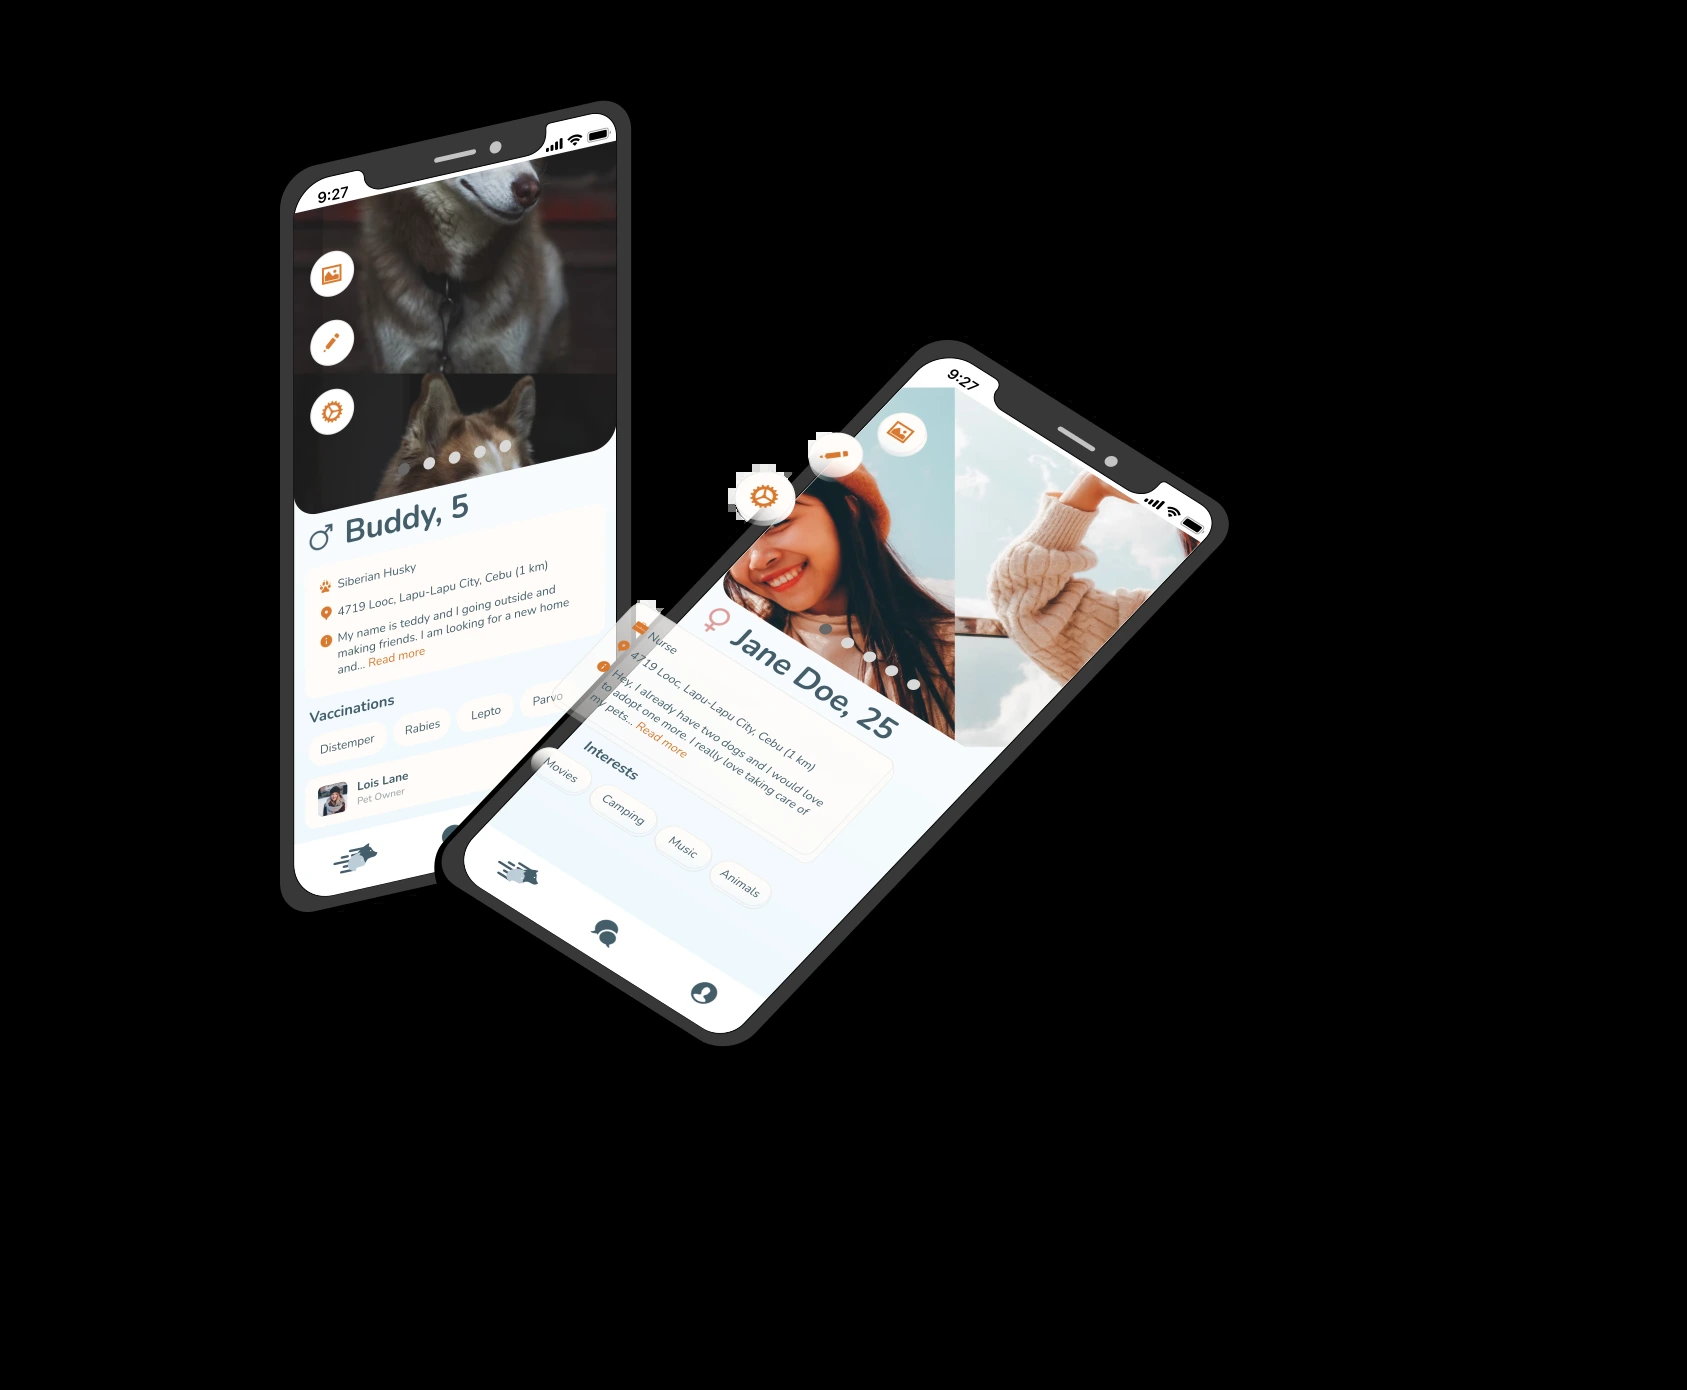 9:27
Buddy, 5
Siberian Husky
4719 Looc, Lapu-Lapu City, Cebu (1 km)
My name is teddy and I going outside and
making friends. I am looking for a new home
and... Read more
Vaccinations
Distemper
Rabies
Lepto
Parvo
Lois Lane
Pet Owner
9:27
Jane Doe, 25
Nurse
4719 Looc, Lapu-Lapu City, Cebu (1 km)
Hey, I already have two dogs and I would love
to adopt one more. I really love taking care of
my pets... Read more
Interests
Movies
Camping
Music
Animals